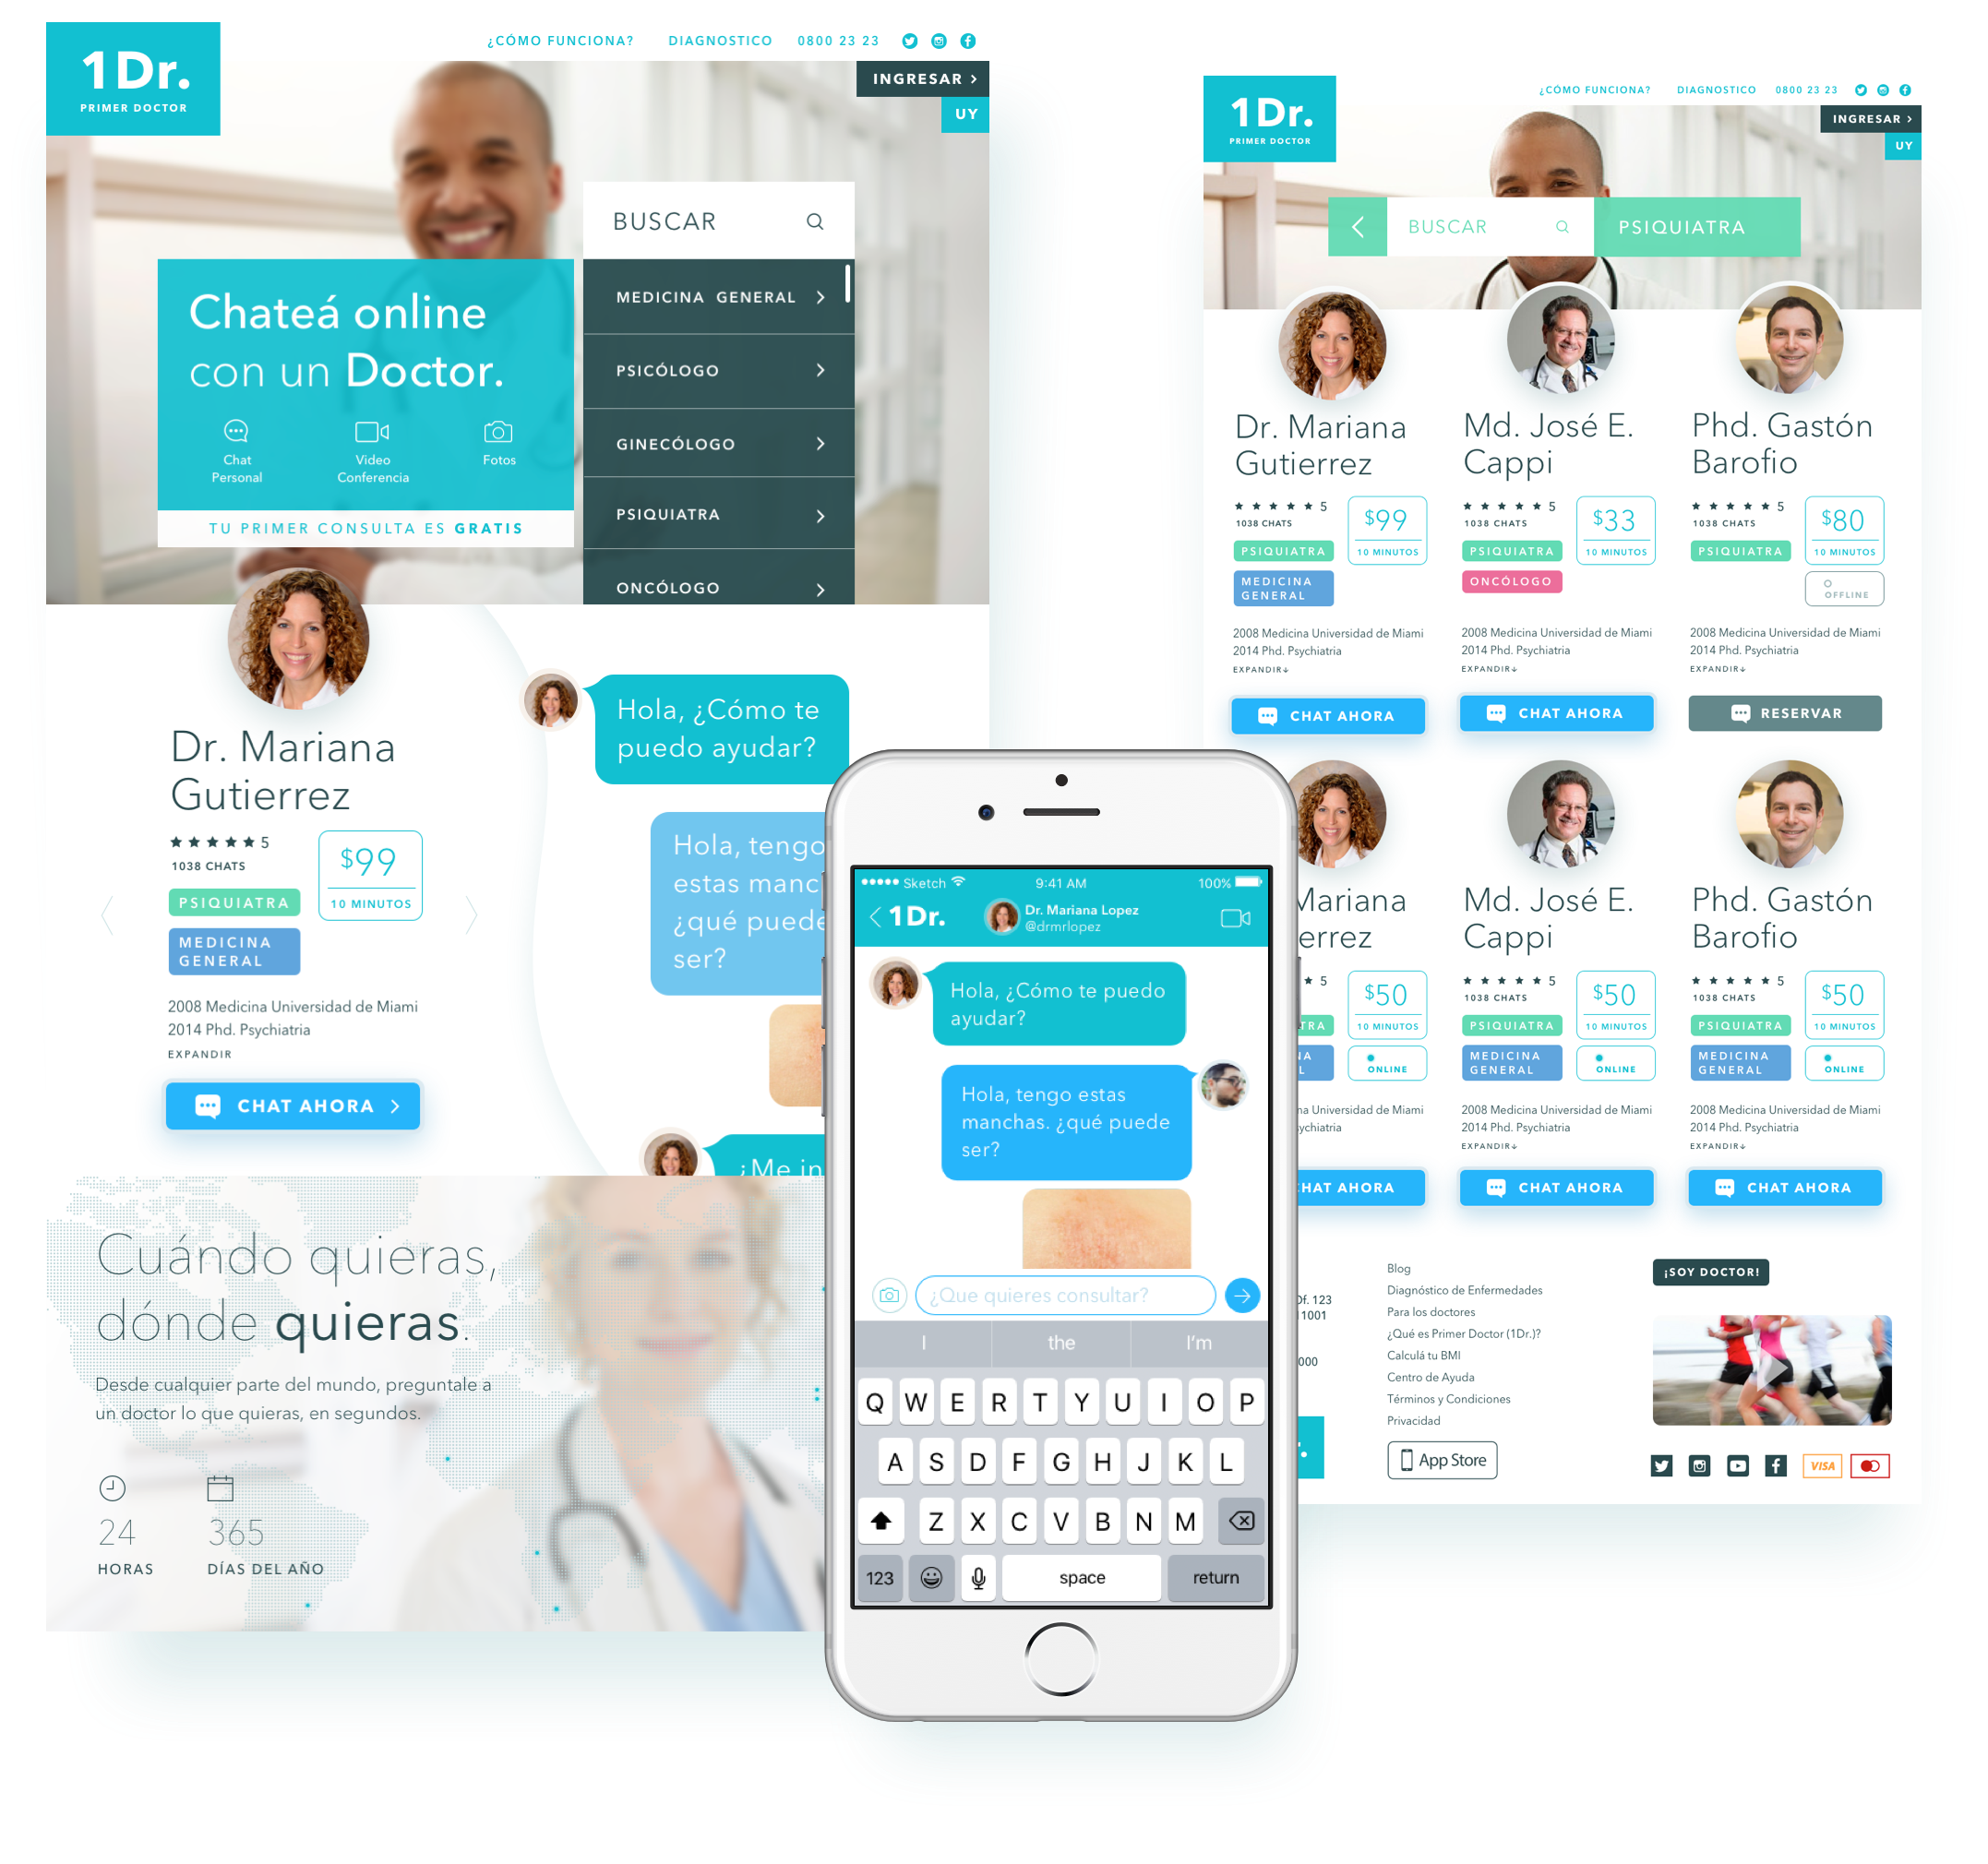 1Dr.
PRIMER DOCTOR
¿CÓMO FUNCIONA? DIAGNOSTICO 0800 23 23
INGRESAR >
UY
BUSCAR
Chateá online
con un Doctor.
Chat
Personal
Video
Conferencia
Fotos
TU PRIMER CONSULTA ES GRATIS
MEDICINA GENERAL
PSICÓLOGO
GINECÓLOGO
PSIQUIATRA
ONCÓLOGO
Dr. Mariana
Gutierrez
5
1038 CHATS
$99
10 MINUTOS
PSIQUIATRA
MEDICINA
GENERAL
2008 Medicina Universidad de Miami
2014 Phd. Psychiatria
EXPANDIR
CHAT AHORA >
Hola, ¿Cómo te
puedo ayudar?
Hola, tengo
estas manc
¿qué puede
ser?
¿Me in
Cuándo quieras,
dónde quieras.
Desde cualquier parte del mundo, preguntale a
un doctor lo que quieras, en segundos.
24
HORAS
365
DÍAS DEL AÑO
Sketch 9:41 AM 100%
1Dr.
Dr. Mariana Lopez
@drmrlopez
Hola, ¿Cómo te puedo
ayudar?
Hola, tengo estas
manchas. ¿qué puede
ser?
¿Que quieres consultar?
I the I'm
Q W E R T Y U I O P
A S D F G H J K L
Z X C V B N M
123 space return
1Dr.
PRIMER DOCTOR
¿CÓMO FUNCIONA? DIAGNOSTICO 0800 23 23
INGRESAR >
UY
BUSCAR
PSIQUIATRA
Dr. Mariana
Gutierrez
5
1038 CHATS
$99
10 MINUTOS
PSIQUIATRA
MEDICINA
GENERAL
2008 Medicina Universidad de Miami
2014 Phd. Psychiatria
EXPANDIR↓
CHAT AHORA
Md. José E.
Cappi
5
1038 CHATS
$33
10 MINUTOS
PSIQUIATRA
ONCÓLOGO
2008 Medicina Universidad de Miami
2014 Phd. Psychiatria
EXPANDIR↓
CHAT AHORA
Phd. Gastón
Barofio
5
1038 CHATS
$80
10 MINUTOS
PSIQUIATRA
OFFLINE
2008 Medicina Universidad de Miami
2014 Phd. Psychiatria
EXPANDIR↓
RESERVAR
Mariana
errez
5
$50
10 MINUTOS
TRA
NA
L
ONLINE
na Universidad de Miami
ychiatria
HAT AHORA
Md. José E.
Cappi
5
1038 CHATS
$50
10 MINUTOS
PSIQUIATRA
MEDICINA
GENERAL
ONLINE
2008 Medicina Universidad de Miami
2014 Phd. Psychiatria
EXPANDIR↓
CHAT AHORA
Phd. Gastón
Barofio
5
1038 CHATS
$50
10 MINUTOS
PSIQUIATRA
MEDICINA
GENERAL
ONLINE
2008 Medicina Universidad de Miami
2014 Phd. Psychiatria
EXPANDIR↓
CHAT AHORA
Of. 123
11001
000
Blog
Diagnóstico de Enfermedades
Para los doctores
¿Qué es Primer Doctor (1Dr.)?
Calculá tu BMI
Centro de Ayuda
Términos y Condiciones
Privacidad
App Store
¡SOY DOCTOR!
VISA